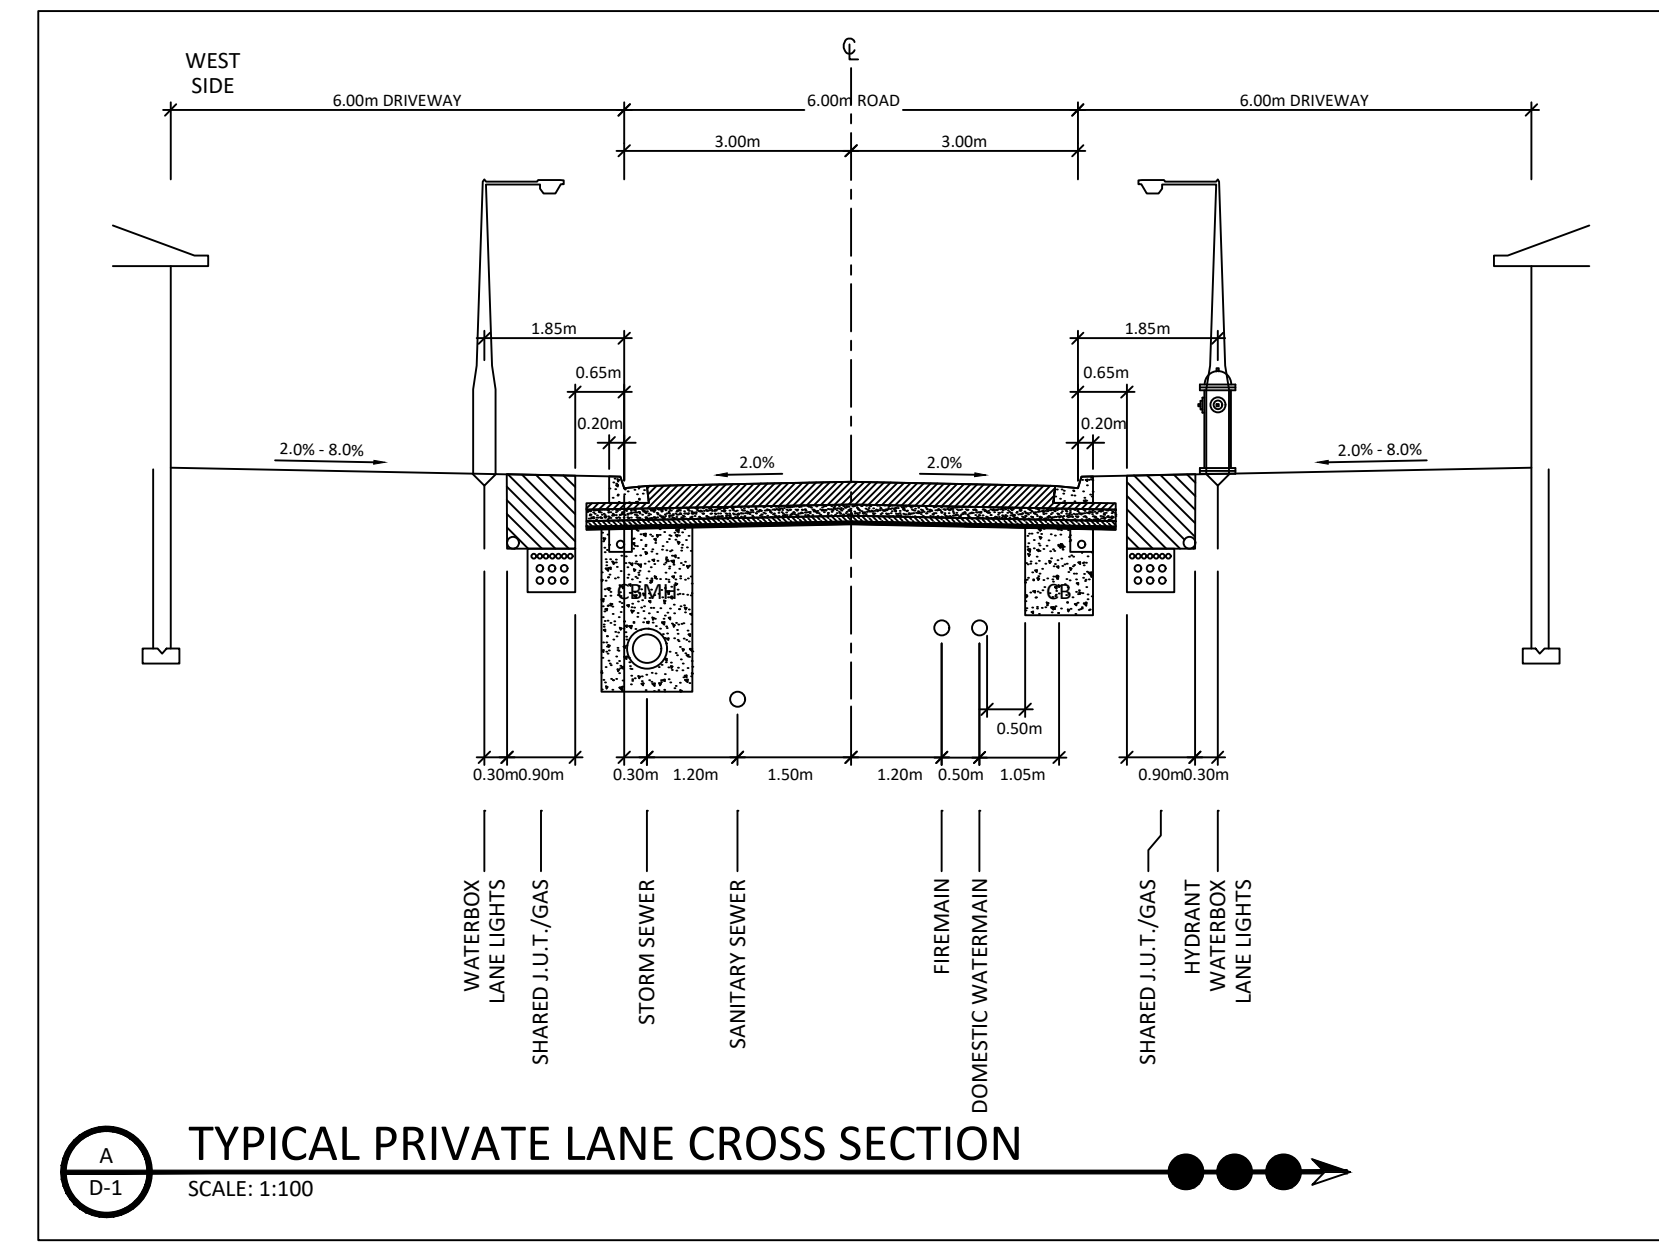 ℄
WEST
SIDE
6.00m DRIVEWAY
6.00m ROAD
6.00m DRIVEWAY
3.00m
3.00m
1.85m
1.85m
0.65m
0.65m
0.20m
0.20m
2.0% - 8.0%
2.0%
2.0%
2.0% - 8.0%
CBMH
CB
0.50m
0.30m
0.90m
0.30m
1.20m
1.50m
1.20m
0.50m
1.05m
0.90m
0.30m
WATERBOX
LANE LIGHTS
SHARED J.U.T./GAS
STORM SEWER
SANITARY SEWER
FIREMAIN
DOMESTIC WATERMAIN
SHARED J.U.T./GAS
HYDRANT
WATERBOX
LANE LIGHTS
A
D-1
TYPICAL PRIVATE LANE CROSS SECTION
SCALE: 1:100